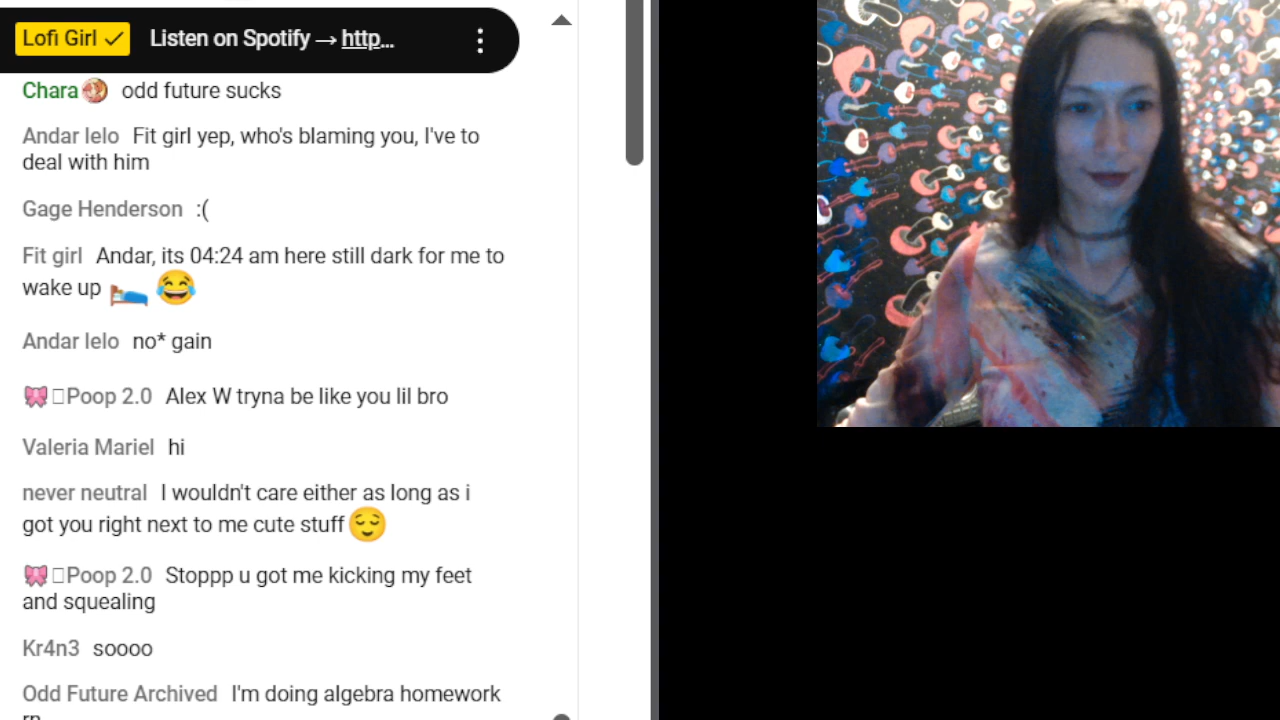 Lofi Girl ✓ Listen on Spotify → http...
Chara odd future sucks
Andar lelo Fit girl yep, who's blaming you, I've to
deal with him
Gage Henderson :(
Fit girl Andar, its 04:24 am here still dark for me to
wake up 🛌 😂
Andar lelo no* gain
🎀 Poop 2.0 Alex W tryna be like you lil bro
Valeria Mariel hi
never neutral I wouldn't care either as long as i
got you right next to me cute stuff 😌
🎀 Poop 2.0 Stoppp u got me kicking my feet
and squealing
Kr4n3 soooo
Odd Future Archived I'm doing algebra homework